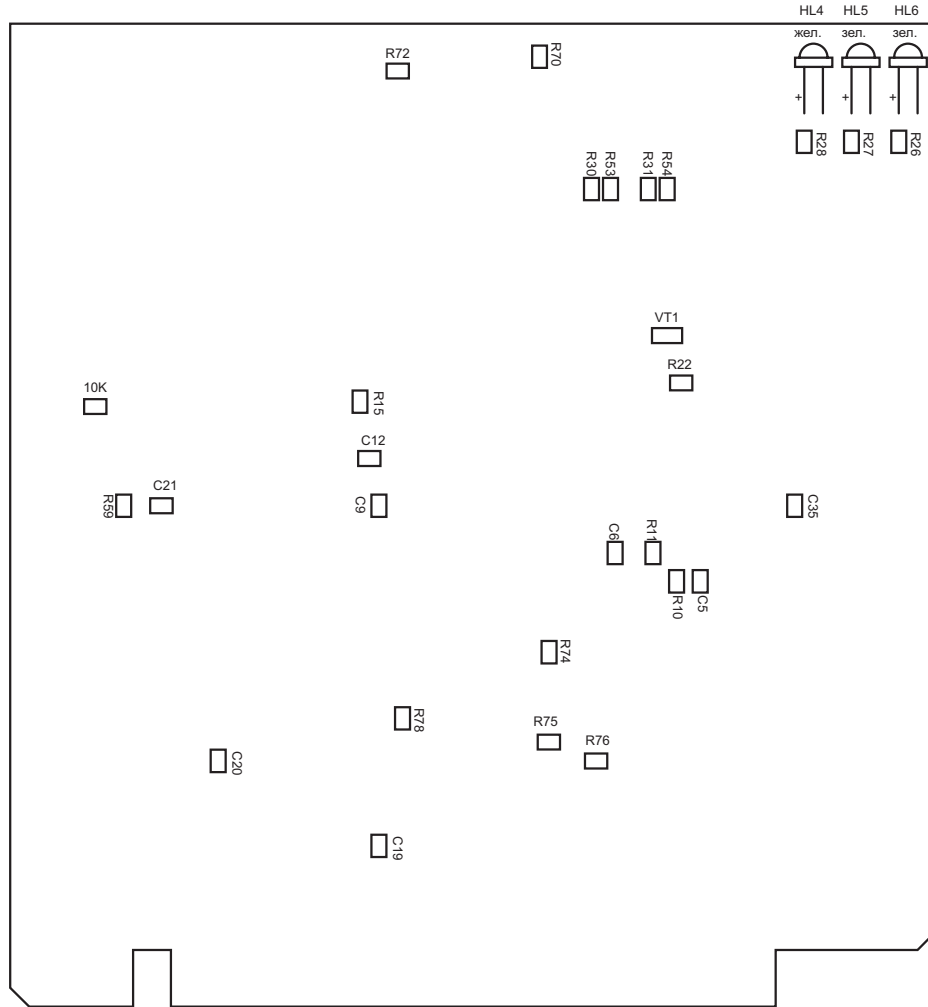 HL4 HL5 HL6
жел. зел. зел.
R72 R70
+ + +
R28 R27 R26
R30 R53 R31 R54
VT1
R22
10K R15
C12
R59 C21 C9 C35
C6 R11
R10 C5
R74
R78 R75 R76
C20
C19